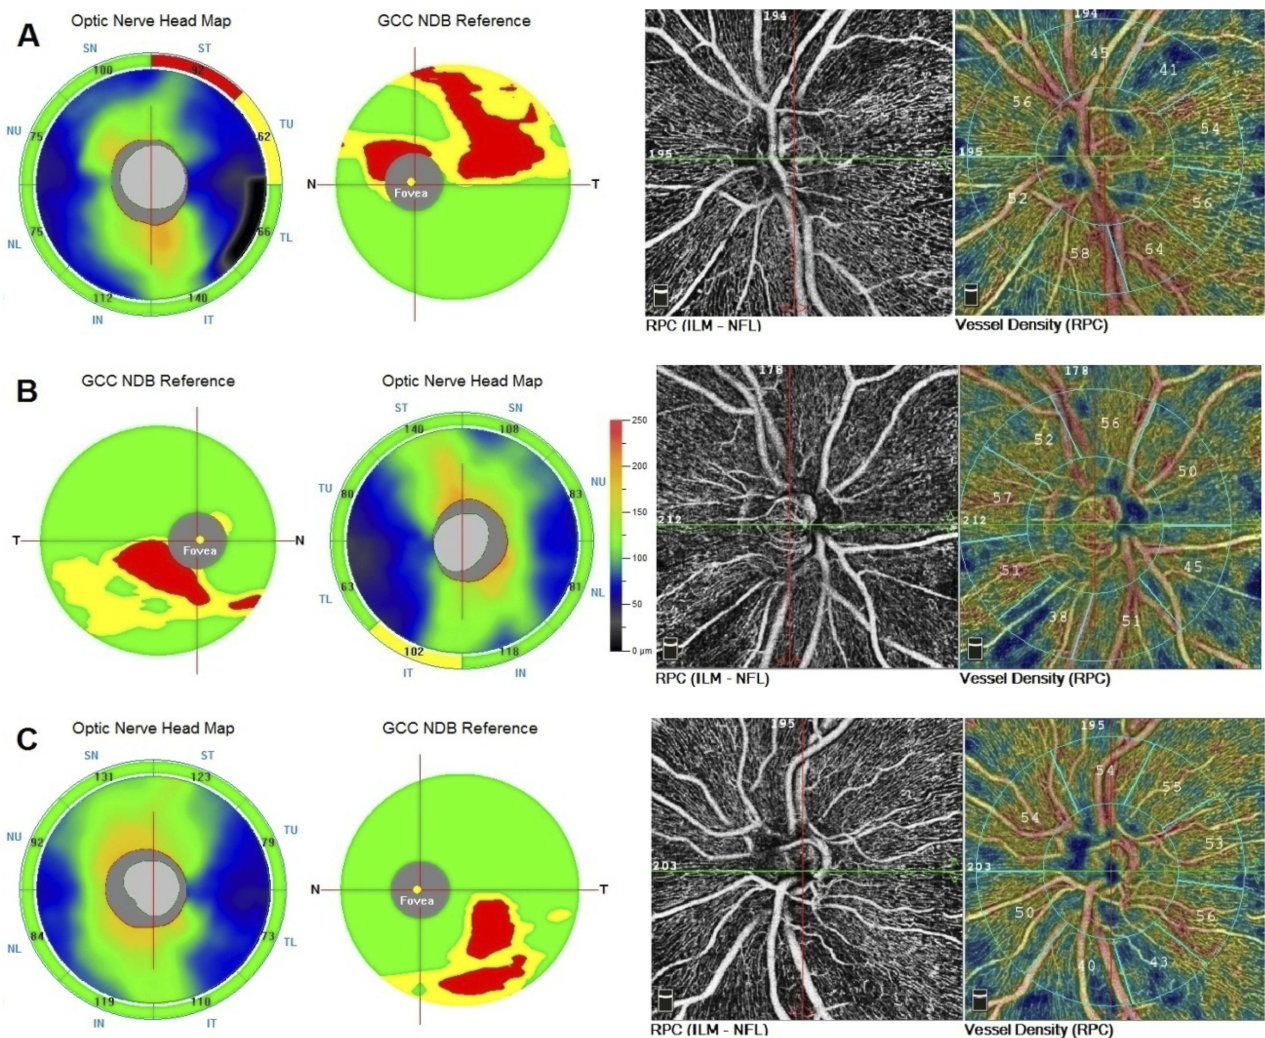 A
Optic Nerve Head Map
GCC NDB Reference
SN
ST
100
92
NU
TU
75
62
NL
TL
75
66
112
140
IN
IT
N
T
Fovea
194
195
RPC (ILM - NFL)
194
45
41
56
54
195
52
56
58
64
Vessel Density (RPC)
B
GCC NDB Reference
Optic Nerve Head Map
T
N
Fovea
ST
SN
140
108
TU
NU
80
83
TL
NL
63
81
102
118
IT
IN
250
200
150
100
50
0 µm
178
212
RPC (ILM - NFL)
178
52
56
50
57
212
51
45
38
51
Vessel Density (RPC)
C
Optic Nerve Head Map
GCC NDB Reference
SN
ST
131
123
NU
TU
92
79
NL
TL
84
73
119
110
IN
IT
N
T
Fovea
195
203
RPC (ILM - NFL)
195
54
55
54
53
203
50
56
40
43
Vessel Density (RPC)